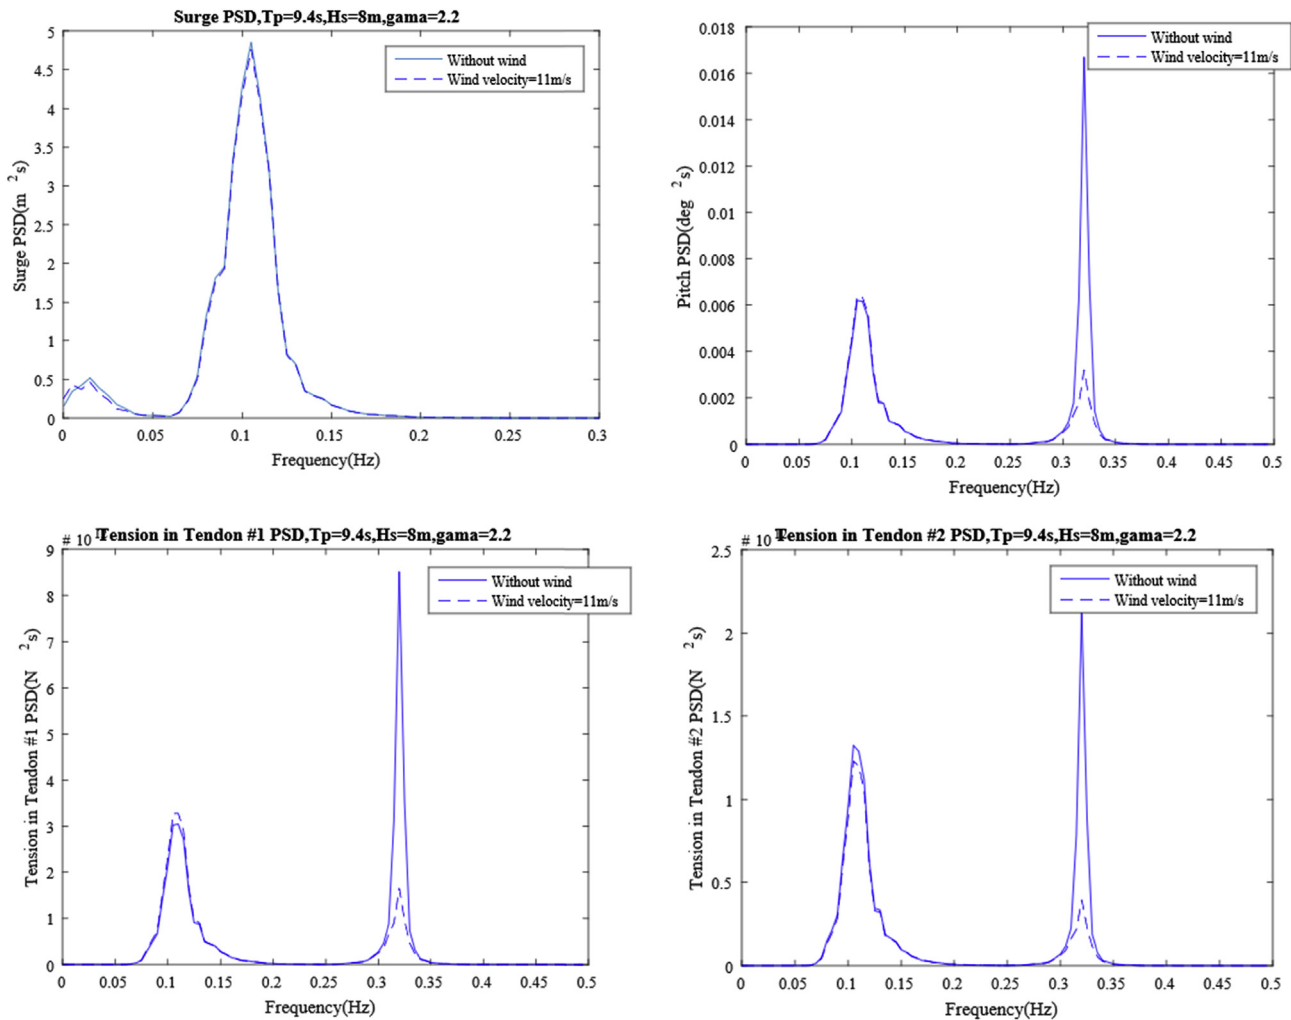 Surge PSD,Tp=9.4s,Hs=8m,gama=2.2
Without wind
Wind velocity=11m/s
Surge PSD(m 2 s)
5
4.5
4
3.5
3
2.5
2
1.5
1
0.5
0
0 0.05 0.1 0.15 0.2 0.25 0.3
Frequency(Hz)
Without wind
Wind velocity=11m/s
Pitch PSD(deg 2 s)
0.018
0.016
0.014
0.012
0.01
0.008
0.006
0.004
0.002
0
0 0.05 0.1 0.15 0.2 0.25 0.3 0.35 0.4 0.45 0.5
Frequency(Hz)
# 10
Tension in Tendon #1 PSD,Tp=9.4s,Hs=8m,gama=2.2
Without wind
Wind velocity=11m/s
Tension in Tendon #1 PSD(N 2 s)
9
8
7
6
5
4
3
2
1
0
0 0.05 0.1 0.15 0.2 0.25 0.3 0.35 0.4 0.45 0.5
Frequency(Hz)
# 10
Tension in Tendon #2 PSD,Tp=9.4s,Hs=8m,gama=2.2
Without wind
Wind velocity=11m/s
Tension in Tendon #2 PSD(N 2 s)
2.5
2
1.5
1
0.5
0
0 0.05 0.1 0.15 0.2 0.25 0.3 0.35 0.4 0.45 0.5
Frequency(Hz)